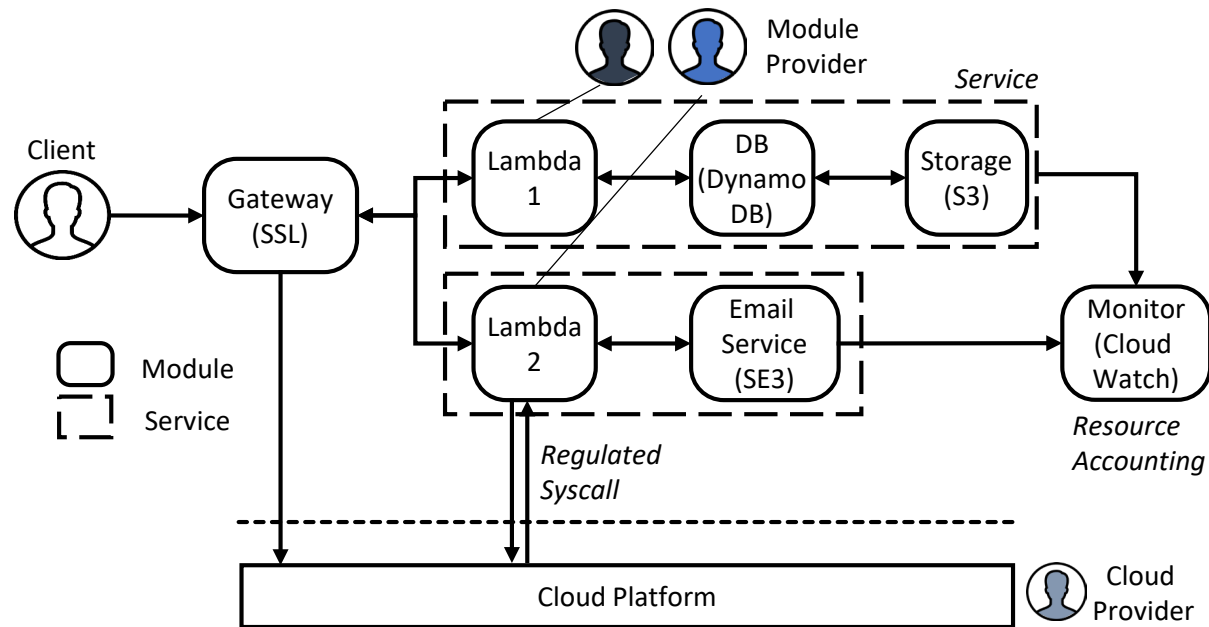 Module
Provider
Service
Client
Gateway
(SSL)
Lambda
1
DB
(Dynamo
DB)
Storage
(S3)
Lambda
2
Email
Service
(SE3)
Monitor
(Cloud
Watch)
Module
Service
Regulated
Syscall
Resource
Accounting
Cloud Platform
Cloud
Provider